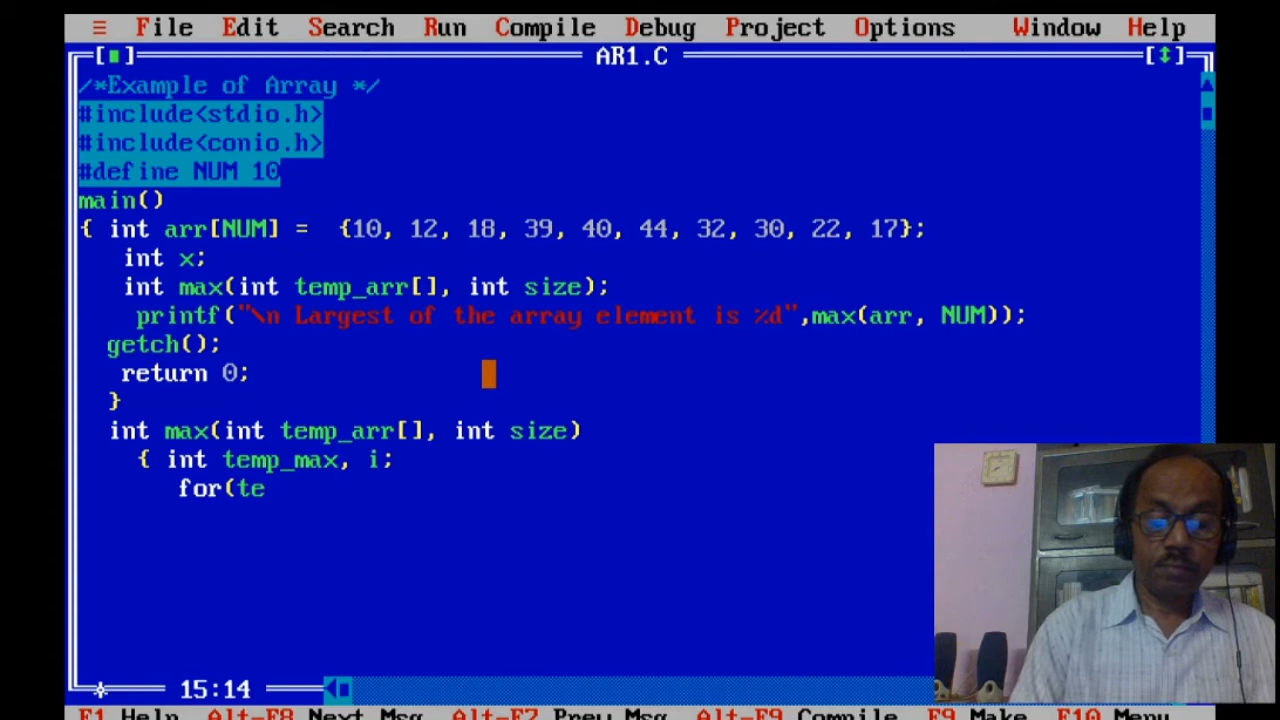 ≡ File Edit Search Run Compile Debug Project Options Window Help
[■] AR1.C [↕]
/*Example of Array */
#include<stdio.h>
#include<conio.h>
#define NUM 10
main()
{ int arr[NUM] = {10, 12, 18, 39, 40, 44, 32, 30, 22, 17};
int x;
int max(int temp_arr[], int size);
printf("\n Largest of the array element is %d",max(arr, NUM));
getch();
return 0;
}
int max(int temp_arr[], int size)
{ int temp_max, i;
for(te
15:14
F1 Help Alt-F8 Next Msg Alt-F7 Prev Msg Alt-F9 Compile F9 Make F10 Menu